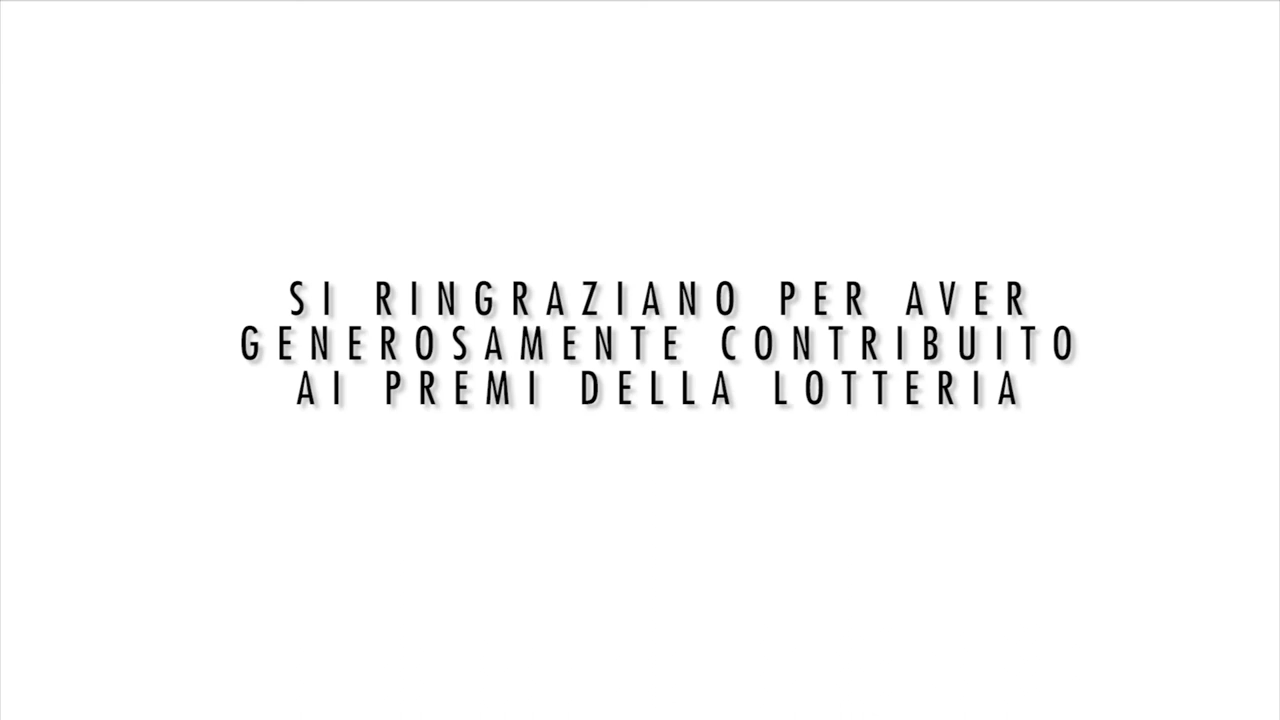 SI RINGRAZIANO PER AVER
GENEROSAMENTE CONTRIBUITO
AI PREMI DELLA LOTTERIA